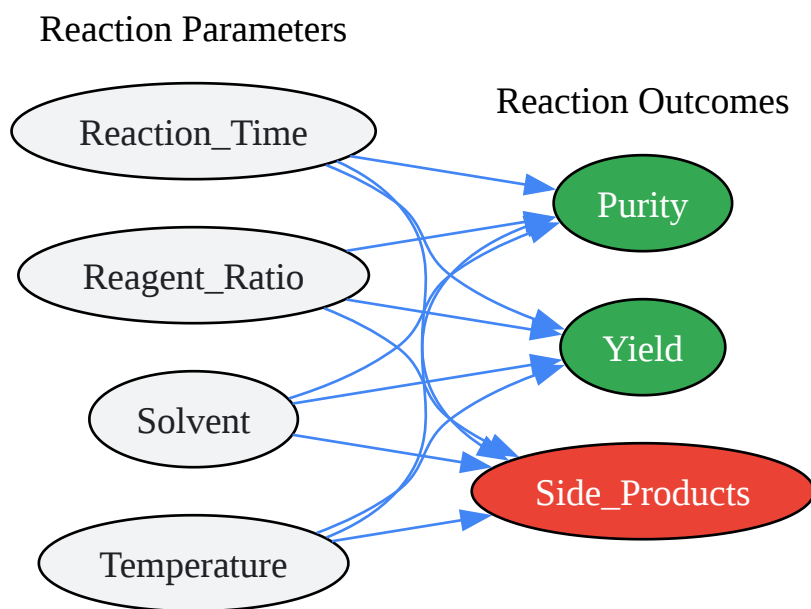 Reaction Parameters
Reaction_Time
Reagent_Ratio
Solvent
Temperature
Reaction Outcomes
Purity
Yield
Side_Products